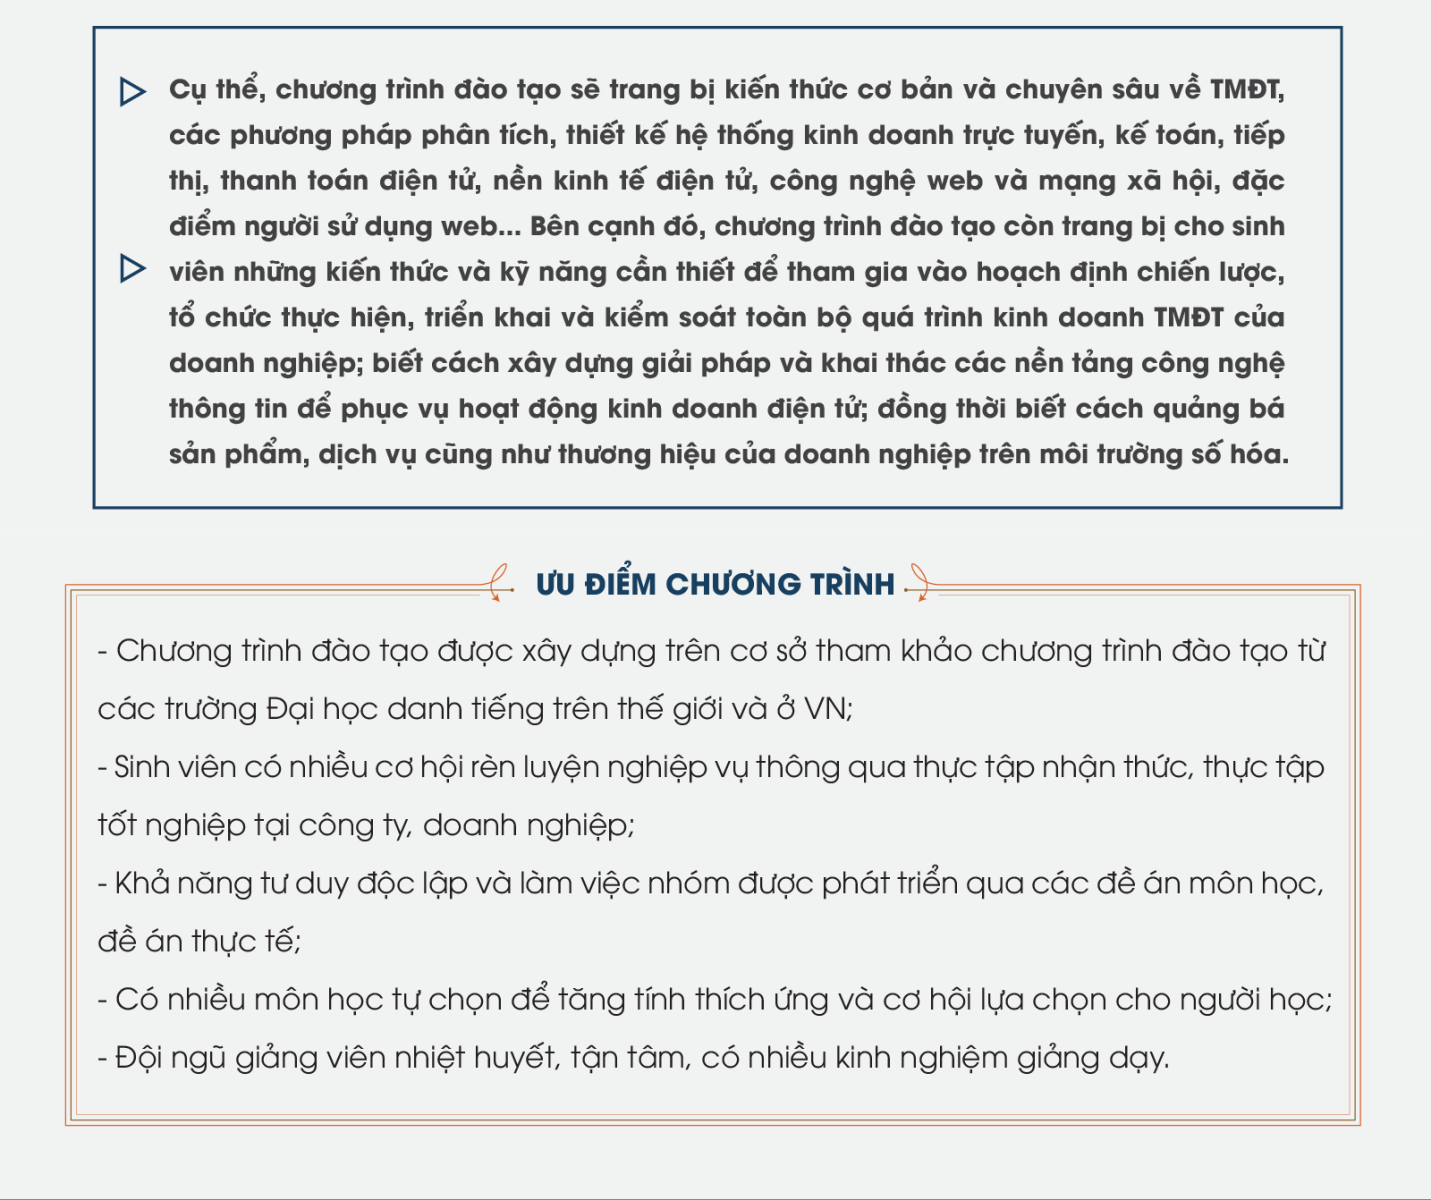 Cụ thể, chương trình đào tạo sẽ trang bị kiến thức cơ bản và chuyên sâu về TMĐT,
các phương pháp phân tích, thiết kế hệ thống kinh doanh trực tuyến, kế toán, tiếp
thị, thanh toán điện tử, nền kinh tế điện tử, công nghệ web và mạng xã hội, đặc
điểm người sử dụng web... Bên cạnh đó, chương trình đào tạo còn trang bị cho sinh
viên những kiến thức và kỹ năng cần thiết để tham gia vào hoạch định chiến lược,
tổ chức thực hiện, triển khai và kiểm soát toàn bộ quá trình kinh doanh TMĐT của
doanh nghiệp; biết cách xây dựng giải pháp và khai thác các nền tảng công nghệ
thông tin để phục vụ hoạt động kinh doanh điện tử; đồng thời biết cách quảng bá
sản phẩm, dịch vụ cũng như thương hiệu của doanh nghiệp trên môi trường số hóa.
ƯU ĐIỂM CHƯƠNG TRÌNH
- Chương trình đào tạo được xây dựng trên cơ sở tham khảo chương trình đào tạo từ
các trường Đại học danh tiếng trên thế giới và ở VN;
- Sinh viên có nhiều cơ hội rèn luyện nghiệp vụ thông qua thực tập nhận thức, thực tập
tốt nghiệp tại công ty, doanh nghiệp;
- Khả năng tư duy độc lập và làm việc nhóm được phát triển qua các đề án môn học,
đề án thực tế;
- Có nhiều môn học tự chọn để tăng tính thích ứng và cơ hội lựa chọn cho người học;
- Đội ngũ giảng viên nhiệt huyết, tận tâm, có nhiều kinh nghiệm giảng dạy.